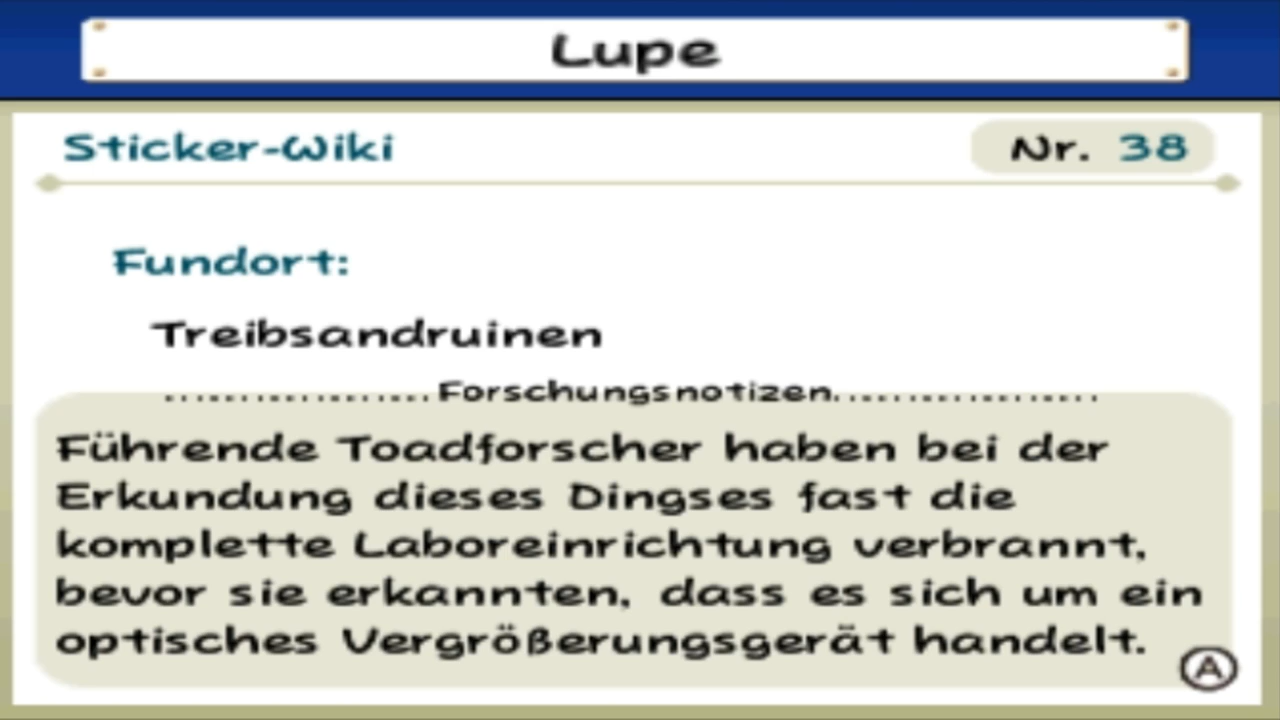 Lupe
Sticker-Wiki
Nr. 38
Fundort:
Treibsandruinen
Forschungsnotizen
Führende Toadforscher haben bei der
Erkundung dieses Dingses fast die
komplette Laboreinrichtung verbrannt,
bevor sie erkannten, dass es sich um ein
optisches Vergrößerungsgerät handelt.
A